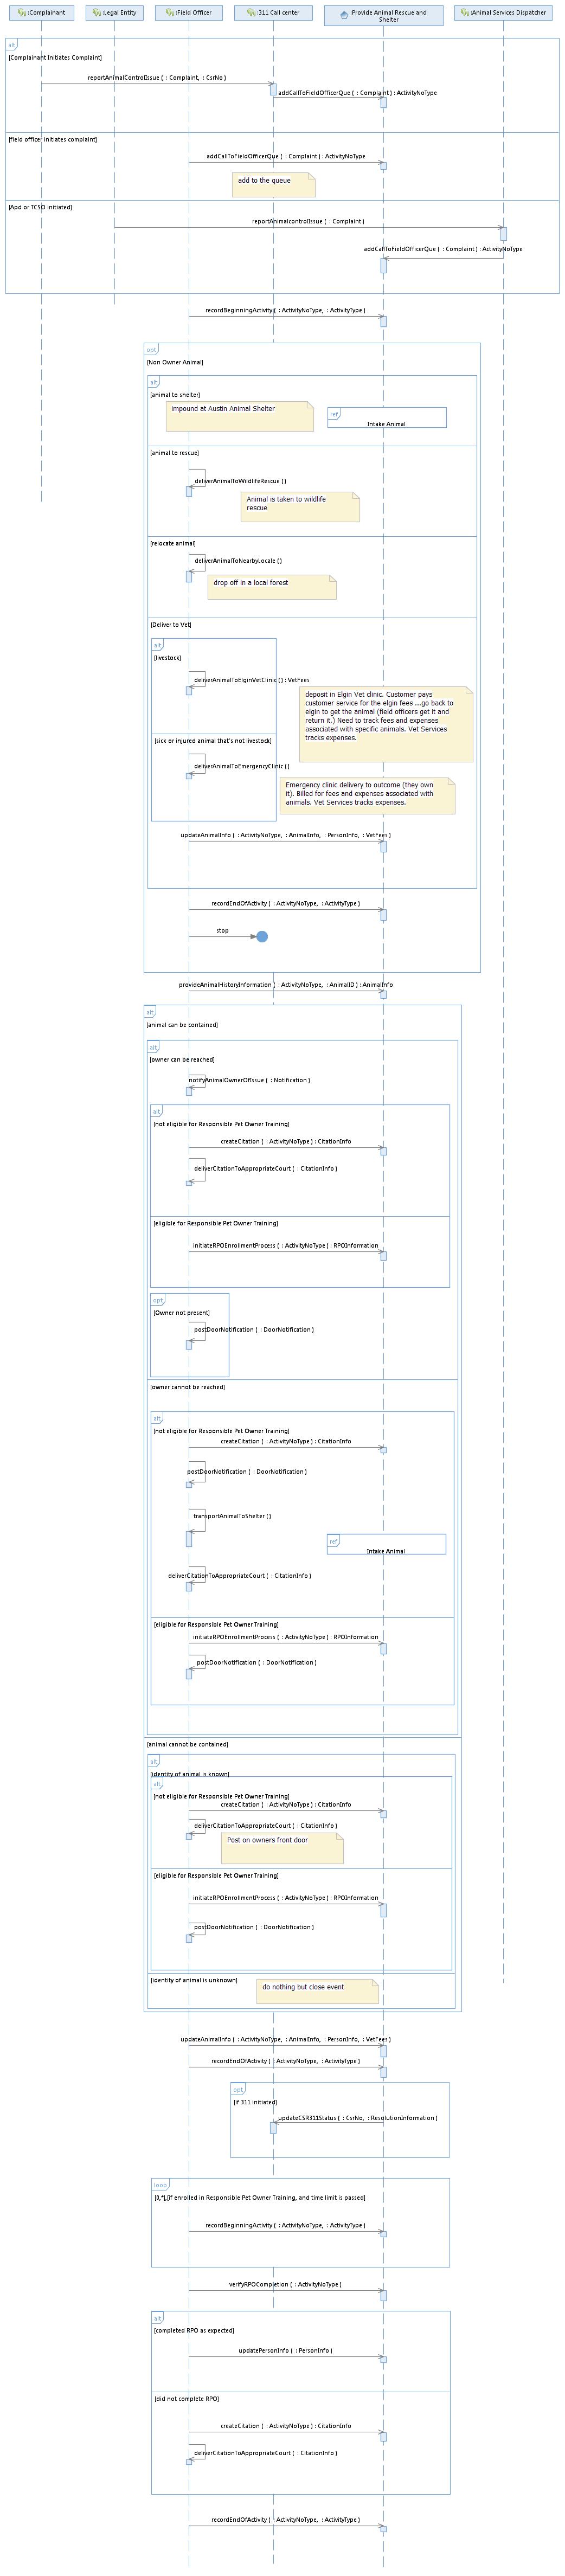 :Complainant
:Legal Entity
:Field Officer
:311 Call center
:Provide Animal Rescue and
Shelter
:Animal Services Dispatcher
alt
[Complainant Initiates Complaint]
reportAnimalControlIssue ( : Complaint, : CsrNo )
addCallToFieldOfficerQue ( : Complaint ) : ActivityNoType
[field officer initiates complaint]
addCallToFieldOfficerQue ( : Complaint ) : ActivityNoType
add to the queue
[Apd or TCSO initiated]
reportAnimalcontrolIssue ( : Complaint )
addCallToFieldOfficerQue ( : Complaint ) : ActivityNoType
recordBeginningActivity ( : ActivityNoType, : ActivityType )
opt
[Non Owner Animal]
alt
[animal to shelter]
impound at Austin Animal Shelter
ref
Intake Animal
[animal to rescue]
deliverAnimalToWildlifeRescue ( )
Animal is taken to wildlife
rescue
[relocate animal]
deliverAnimalToNearbyLocale ( )
drop off in a local forest
[Deliver to Vet]
alt
[livestock]
deliverAnimalToElginVetClinic ( ) : VetFees
deposit in Elgin Vet clinic. Customer pays
customer service for the elgin fees ...go back to
elgin to get the animal (field officers get it and
return it.) Need to track fees and expenses
associated with specific animals. Vet Services
tracks expenses.
[sick or injured animal that's not livestock]
deliverAnimalToEmergencyClinic ( )
Emergency clinic delivery to outcome (they own
it). Billed for fees and expenses associated with
animals. Vet Services tracks expenses.
updateAnimalInfo ( : ActivityNoType, : AnimalInfo, : PersonInfo, : VetFees )
recordEndOfActivity ( : ActivityNoType, : ActivityType )
stop
provideAnimalHistoryInformation ( : ActivityNoType, : AnimalID ) : AnimalInfo
alt
[animal can be contained]
alt
[owner can be reached]
notifyAnimalOwnerOfIssue ( : Notification )
alt
[not eligible for Responsible Pet Owner Training]
createCitation ( : ActivityNoType ) : CitationInfo
deliverCitationToAppropriateCourt ( : CitationInfo )
[eligible for Responsible Pet Owner Training]
initiateRPOEnrollmentProcess ( : ActivityNoType ) : RPOInformation
opt
[Owner not present]
postDoorNotification ( : DoorNotification )
[owner cannot be reached]
alt
[not eligible for Responsible Pet Owner Training]
createCitation ( : ActivityNoType ) : CitationInfo
postDoorNotification ( : DoorNotification )
transportAnimalToShelter ( )
ref
Intake Animal
deliverCitationToAppropriateCourt ( : CitationInfo )
[eligible for Responsible Pet Owner Training]
initiateRPOEnrollmentProcess ( : ActivityNoType ) : RPOInformation
postDoorNotification ( : DoorNotification )
[animal cannot be contained]
alt
[identity of animal is known]
alt
[not eligible for Responsible Pet Owner Training]
createCitation ( : ActivityNoType ) : CitationInfo
deliverCitationToAppropriateCourt ( : CitationInfo )
Post on owners front door
[eligible for Responsible Pet Owner Training]
initiateRPOEnrollmentProcess ( : ActivityNoType ) : RPOInformation
postDoorNotification ( : DoorNotification )
[identity of animal is unknown]
do nothing but close event
updateAnimalInfo ( : ActivityNoType, : AnimalInfo, : PersonInfo, : VetFees )
recordEndOfActivity ( : ActivityNoType, : ActivityType )
opt
[if 311 initiated]
updateCSR311Status ( : CsrNo, : ResolutionInformation )
loop
[0,*],[if enrolled in Responsible Pet Owner Training, and time limit is passed]
recordBeginningActivity ( : ActivityNoType, : ActivityType )
verifyRPOCompletion ( : ActivityNoType )
alt
[completed RPO as expected]
updatePersonInfo ( : PersonInfo )
[did not complete RPO]
createCitation ( : ActivityNoType ) : CitationInfo
deliverCitationToAppropriateCourt ( : CitationInfo )
recordEndOfActivity ( : ActivityNoType, : ActivityType )